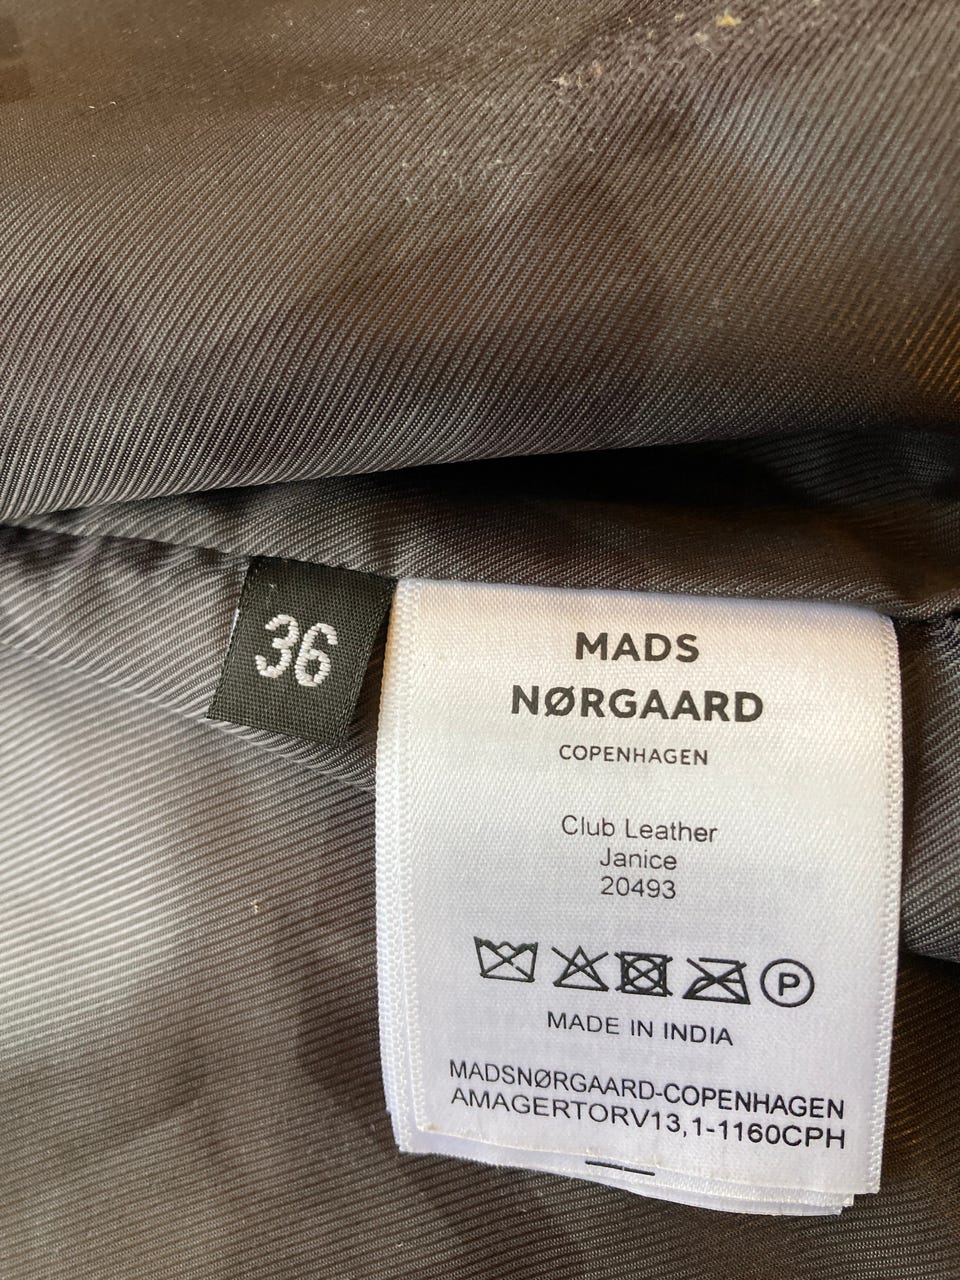 36
MADS
NØRGAARD
COPENHAGEN
Club Leather
Janice
20493
P
MADE IN INDIA
MADSNØRGAARD-COPENHAGEN
AMAGERTORV13,1-1160CPH